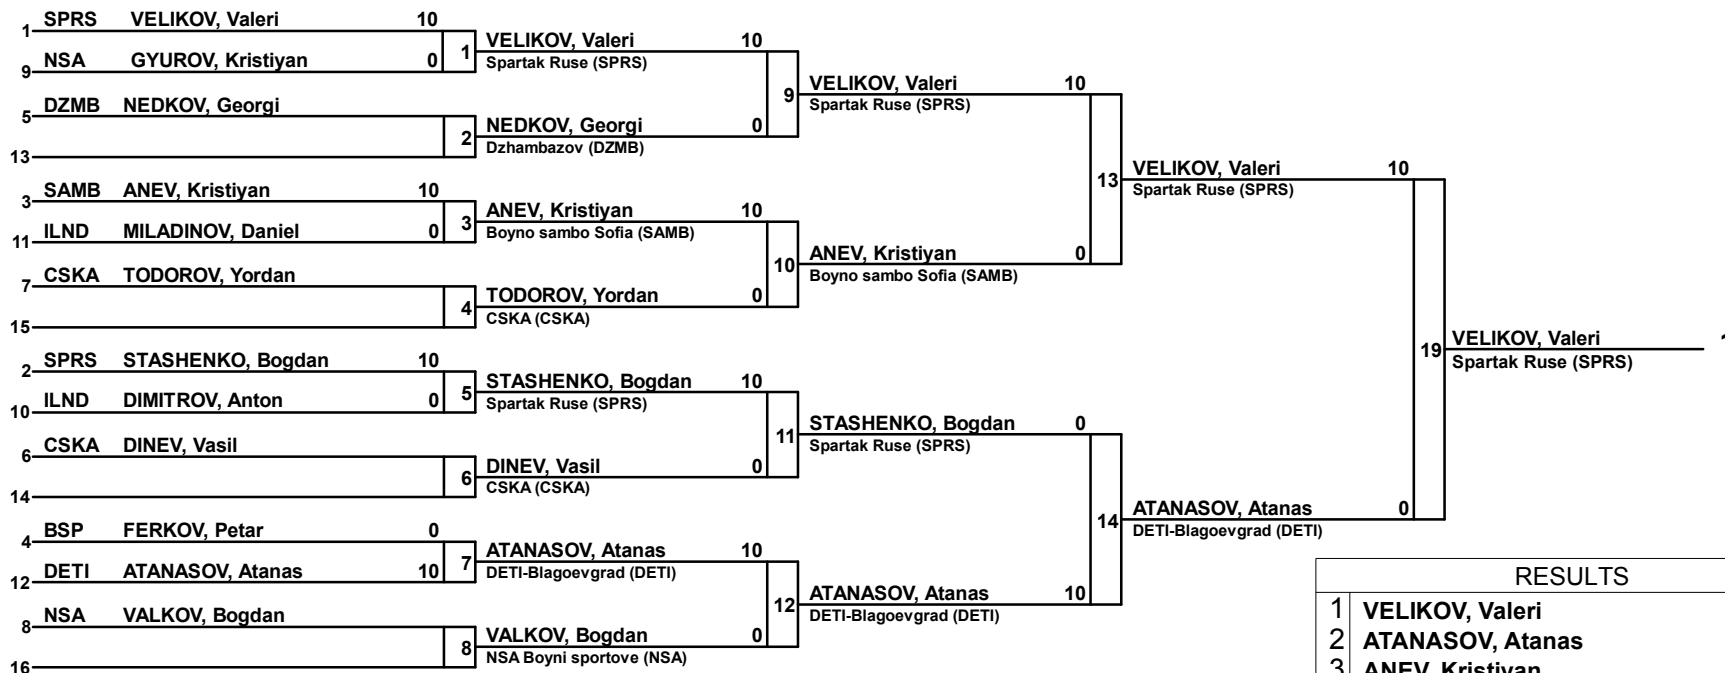 SPRS VELIKOV, Valeri 10
1
NSA GYUROV, Kristiyan 0
9
1
DZMB NEDKOV, Georgi
5
13
2
SAMB ANEV, Kristiyan 10
3
ILND MILADINOV, Daniel 0
11
3
CSKA TODOROV, Yordan
7
15
4
SPRS STASHENKO, Bogdan 10
2
ILND DIMITROV, Anton 0
10
5
CSKA DINEV, Vasil
6
14
6
BSP FERKOV, Petar 0
4
DETI ATANASOV, Atanas 10
12
7
NSA VALKOV, Bogdan
8
16
8
VELIKOV, Valeri 10
Spartak Ruse (SPRS)
NEDKOV, Georgi 0
Dzhambazov (DZMB)
9
ANEV, Kristiyan 10
Boyno sambo Sofia (SAMB)
TODOROV, Yordan 0
CSKA (CSKA)
10
STASHENKO, Bogdan 10
Spartak Ruse (SPRS)
DINEV, Vasil 0
CSKA (CSKA)
11
ATANASOV, Atanas 10
DETI-Blagoevgrad (DETI)
VALKOV, Bogdan 0
NSA Boyni sportove (NSA)
12
VELIKOV, Valeri 10
Spartak Ruse (SPRS)
ANEV, Kristiyan 0
Boyno sambo Sofia (SAMB)
13
STASHENKO, Bogdan 0
Spartak Ruse (SPRS)
ATANASOV, Atanas 10
DETI-Blagoevgrad (DETI)
14
VELIKOV, Valeri 10
Spartak Ruse (SPRS)
ATANASOV, Atanas 0
DETI-Blagoevgrad (DETI)
19
VELIKOV, Valeri
Spartak Ruse (SPRS)
RESULTS
1 VELIKOV, Valeri
2 ATANASOV, Atanas
3 ANEV, Kristiyan